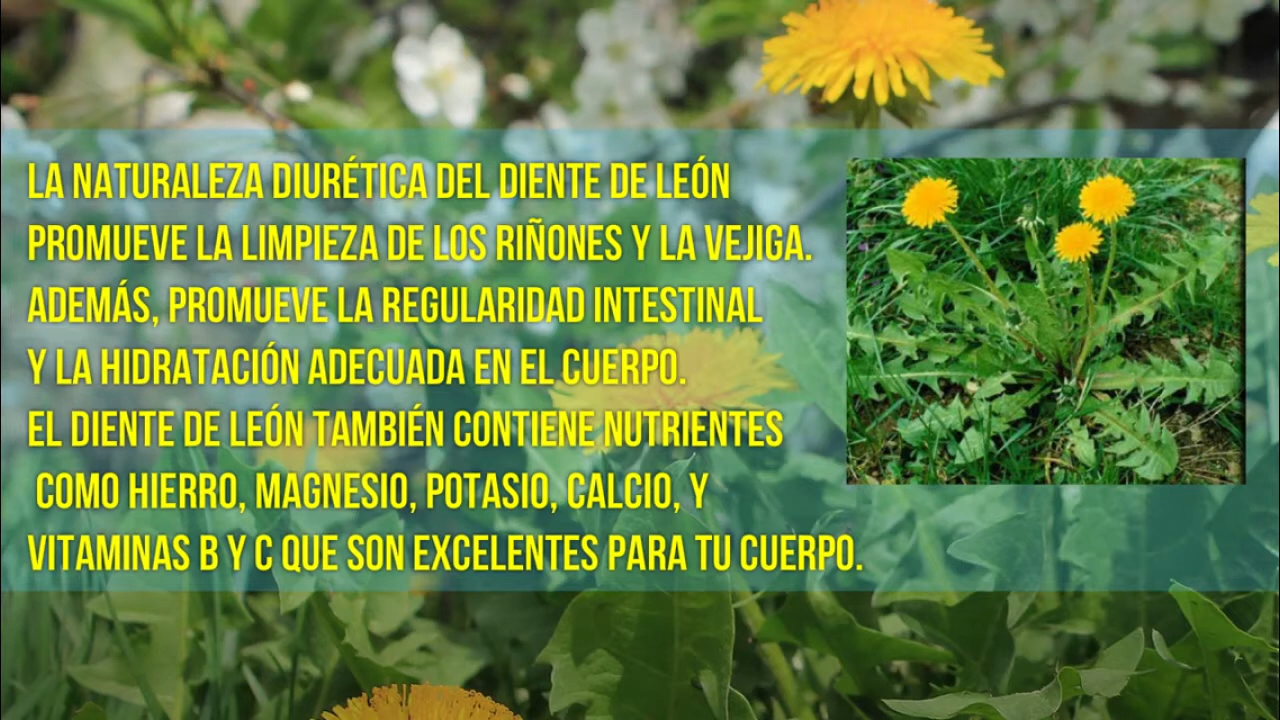 LA NATURALEZA DIURÉTICA DEL DIENTE DE LEÓN
PROMUEVE LA LIMPIEZA DE LOS RIÑONES Y LA VEJIGA.
ADEMÁS, PROMUEVE LA REGULARIDAD INTESTINAL
Y LA HIDRATACIÓN ADECUADA EN EL CUERPO.
EL DIENTE DE LEÓN TAMBIÉN CONTIENE NUTRIENTES
COMO HIERRO, MAGNESIO, POTASIO, CALCIO, Y
VITAMINAS B Y C QUE SON EXCELENTES PARA TU CUERPO.